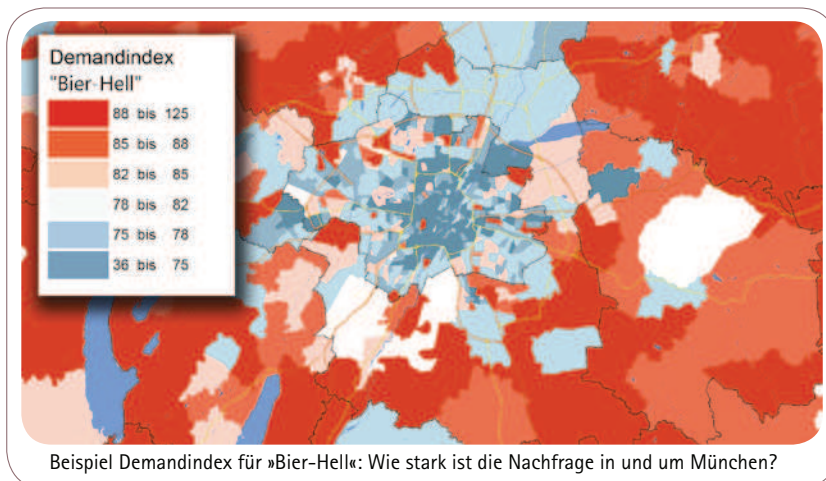 Demandindex
"Bier-Hell"
88 bis 125
85 bis 88
82 bis 85
78 bis 82
75 bis 78
36 bis 75
Beispiel Demandindex für »Bier-Hell«: Wie stark ist die Nachfrage in und um München?